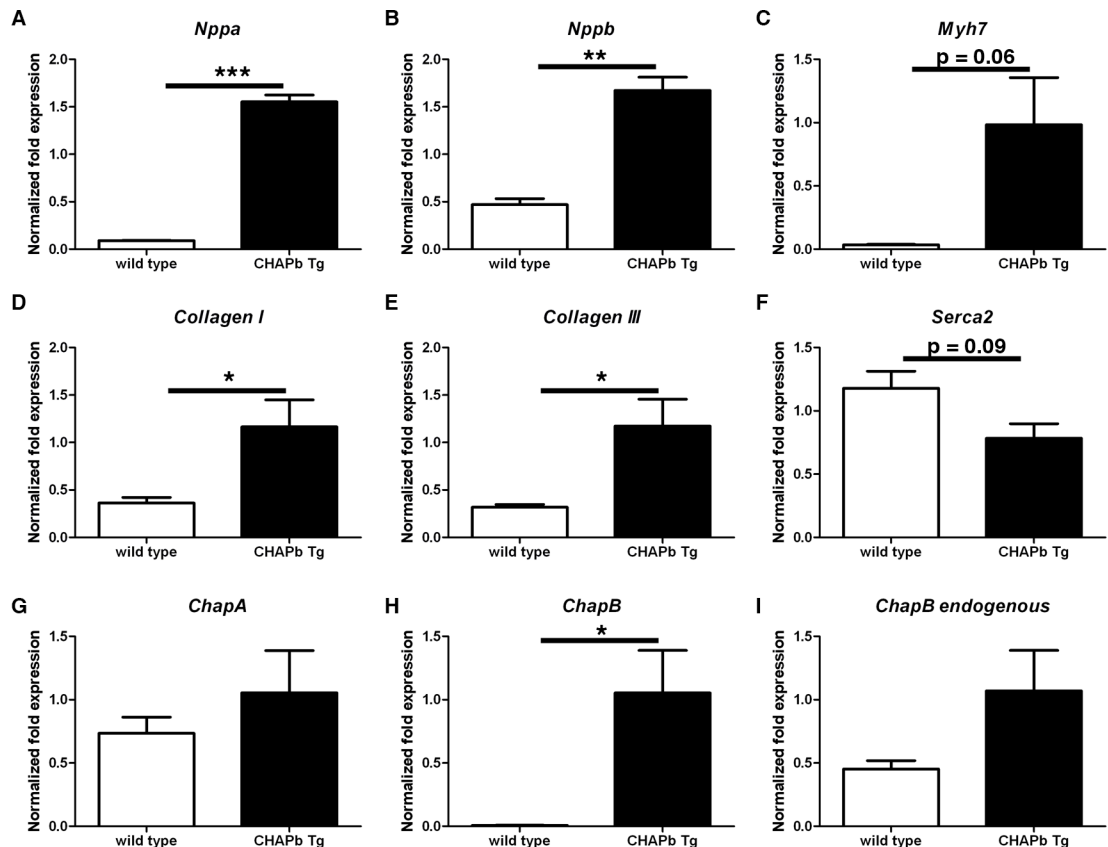 A
Nppa
Normalized fold expression
2.0
1.5
1.0
0.5
0.0
***
wild type
CHAPb Tg
B
Nppb
Normalized fold expression
2.0
1.5
1.0
0.5
0.0
**
wild type
CHAPb Tg
C
Myh7
Normalized fold expression
1.5
1.0
0.5
0.0
p = 0.06
wild type
CHAPb Tg
D
Collagen I
Normalized fold expression
2.0
1.5
1.0
0.5
0.0
*
wild type
CHAPb Tg
E
Collagen III
Normalized fold expression
2.0
1.5
1.0
0.5
0.0
*
wild type
CHAPb Tg
F
Serca2
Normalized fold expression
1.5
1.0
0.5
0.0
p = 0.09
wild type
CHAPb Tg
G
ChapA
Normalized fold expression
1.5
1.0
0.5
0.0
wild type
CHAPb Tg
H
ChapB
Normalized fold expression
1.5
1.0
0.5
0.0
*
wild type
CHAPb Tg
I
ChapB endogenous
Normalized fold expression
1.5
1.0
0.5
0.0
wild type
CHAPb Tg